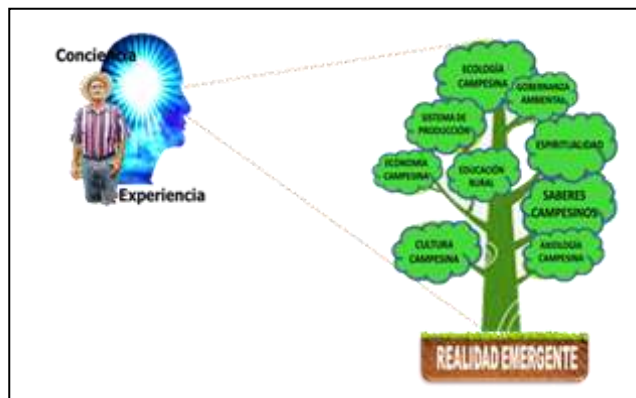 Conciencia
Experiencia
ECOLOGÍA
CAMPESINA
GOBERNANZA
AMBIENTAL
SISTEMA DE
PRODUCCIÓN
ESPIRITUALIDAD
ECONOMÍA
CAMPESINA
EDUCACIÓN
RURAL
SABERES
CAMPESINOS
CULTURA
CAMPESINA
AXIOLOGÍA
CAMPESINA
REALIDAD EMERGENTE